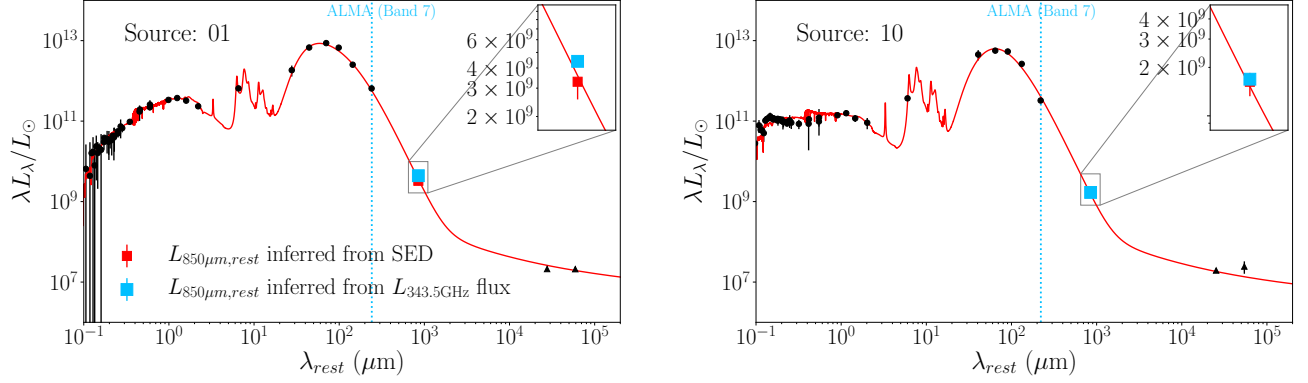 ALMA (Band 7)
Source: 01
10^13
10^11
10^9
10^7
λL_λ/L_⊙
6 × 10^9
4 × 10^9
3 × 10^9
2 × 10^9
L_850μm,rest inferred from SED
L_850μm,rest inferred from L_343.5GHz flux
10^−1 10^0 10^1 10^2 10^3 10^4 10^5
λ_rest (μm)
ALMA (Band 7)
Source: 10
10^13
10^11
10^9
10^7
λL_λ/L_⊙
4 × 10^9
3 × 10^9
2 × 10^9
10^−1 10^0 10^1 10^2 10^3 10^4 10^5
λ_rest (μm)